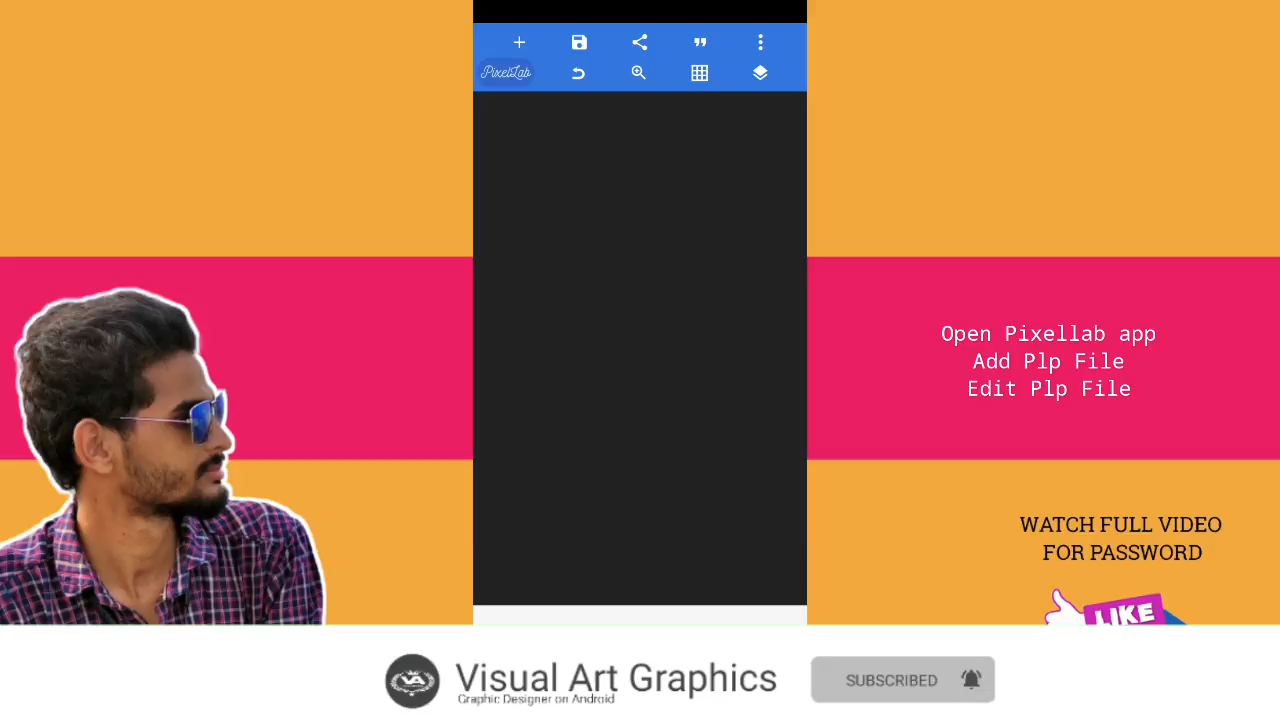 PixelLab
Open Pixellab app
Add Plp File
Edit Plp File
WATCH FULL VIDEO
FOR PASSWORD
LIKE
VA
Visual Art Graphics
Graphic Designer on Android
SUBSCRIBED